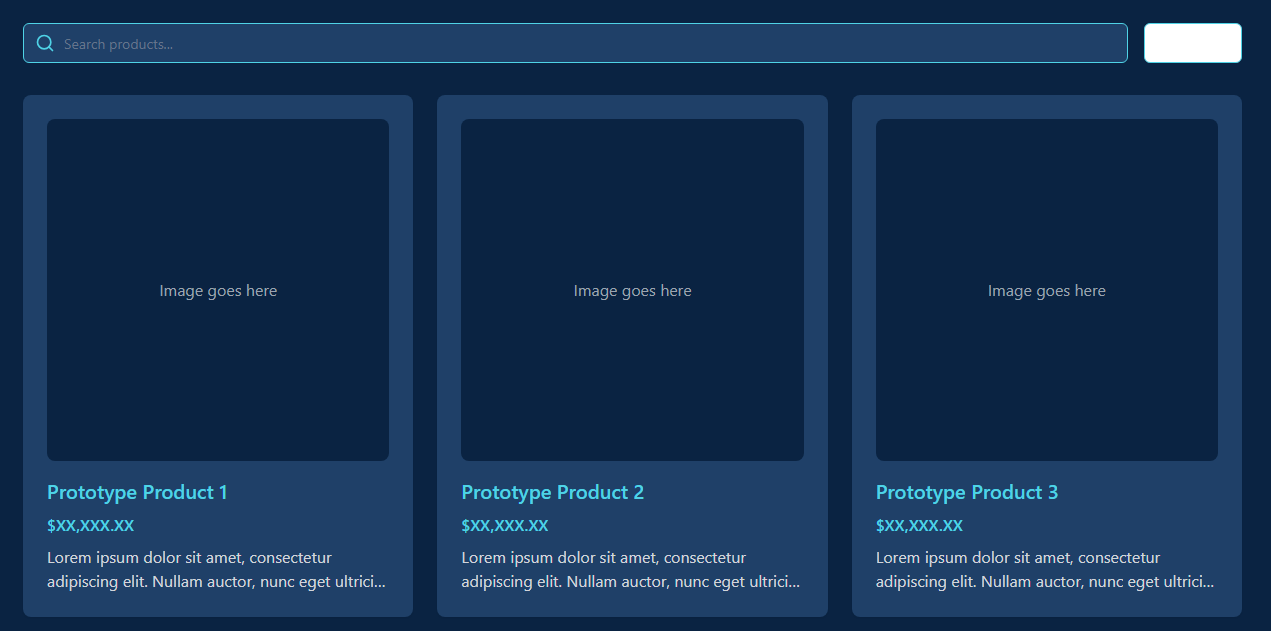 Search products...
Image goes here
Image goes here
Image goes here
Prototype Product 1
$XX,XXX.XX
Lorem ipsum dolor sit amet, consectetur
adipiscing elit. Nullam auctor, nunc eget ultrici...
Prototype Product 2
$XX,XXX.XX
Lorem ipsum dolor sit amet, consectetur
adipiscing elit. Nullam auctor, nunc eget ultrici...
Prototype Product 3
$XX,XXX.XX
Lorem ipsum dolor sit amet, consectetur
adipiscing elit. Nullam auctor, nunc eget ultrici...